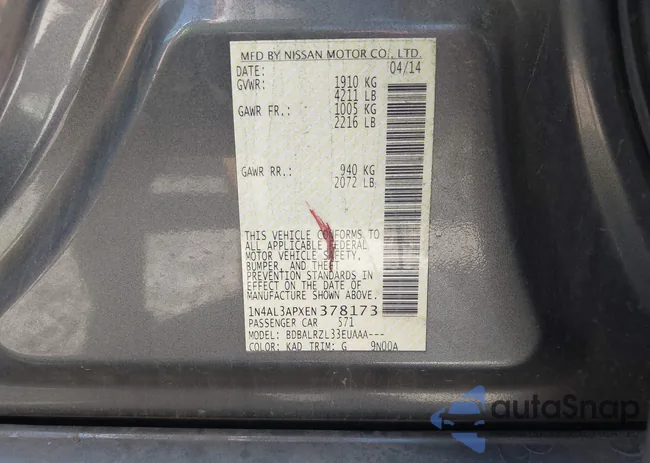 MFD BY NISSAN MOTOR CO., LTD.
DATE: 04/14
GVWR: 1910 KG
4211 LB
GAWR FR.: 1005 KG
2216 LB
GAWR RR.: 940 KG
2072 LB
THIS VEHICLE CONFORMS TO
ALL APPLICABLE FEDERAL
MOTOR VEHICLE SAFETY,
BUMPER, AND THEFT
PREVENTION STANDARDS IN
EFFECT ON THE DATE OF
MANUFACTURE SHOWN ABOVE.
1N4AL3APXEN378173
PASSENGER CAR 571
MODEL: BDBALRZL33EUAAA---
COLOR: KAD TRIM: G 9N00A
autoSnap